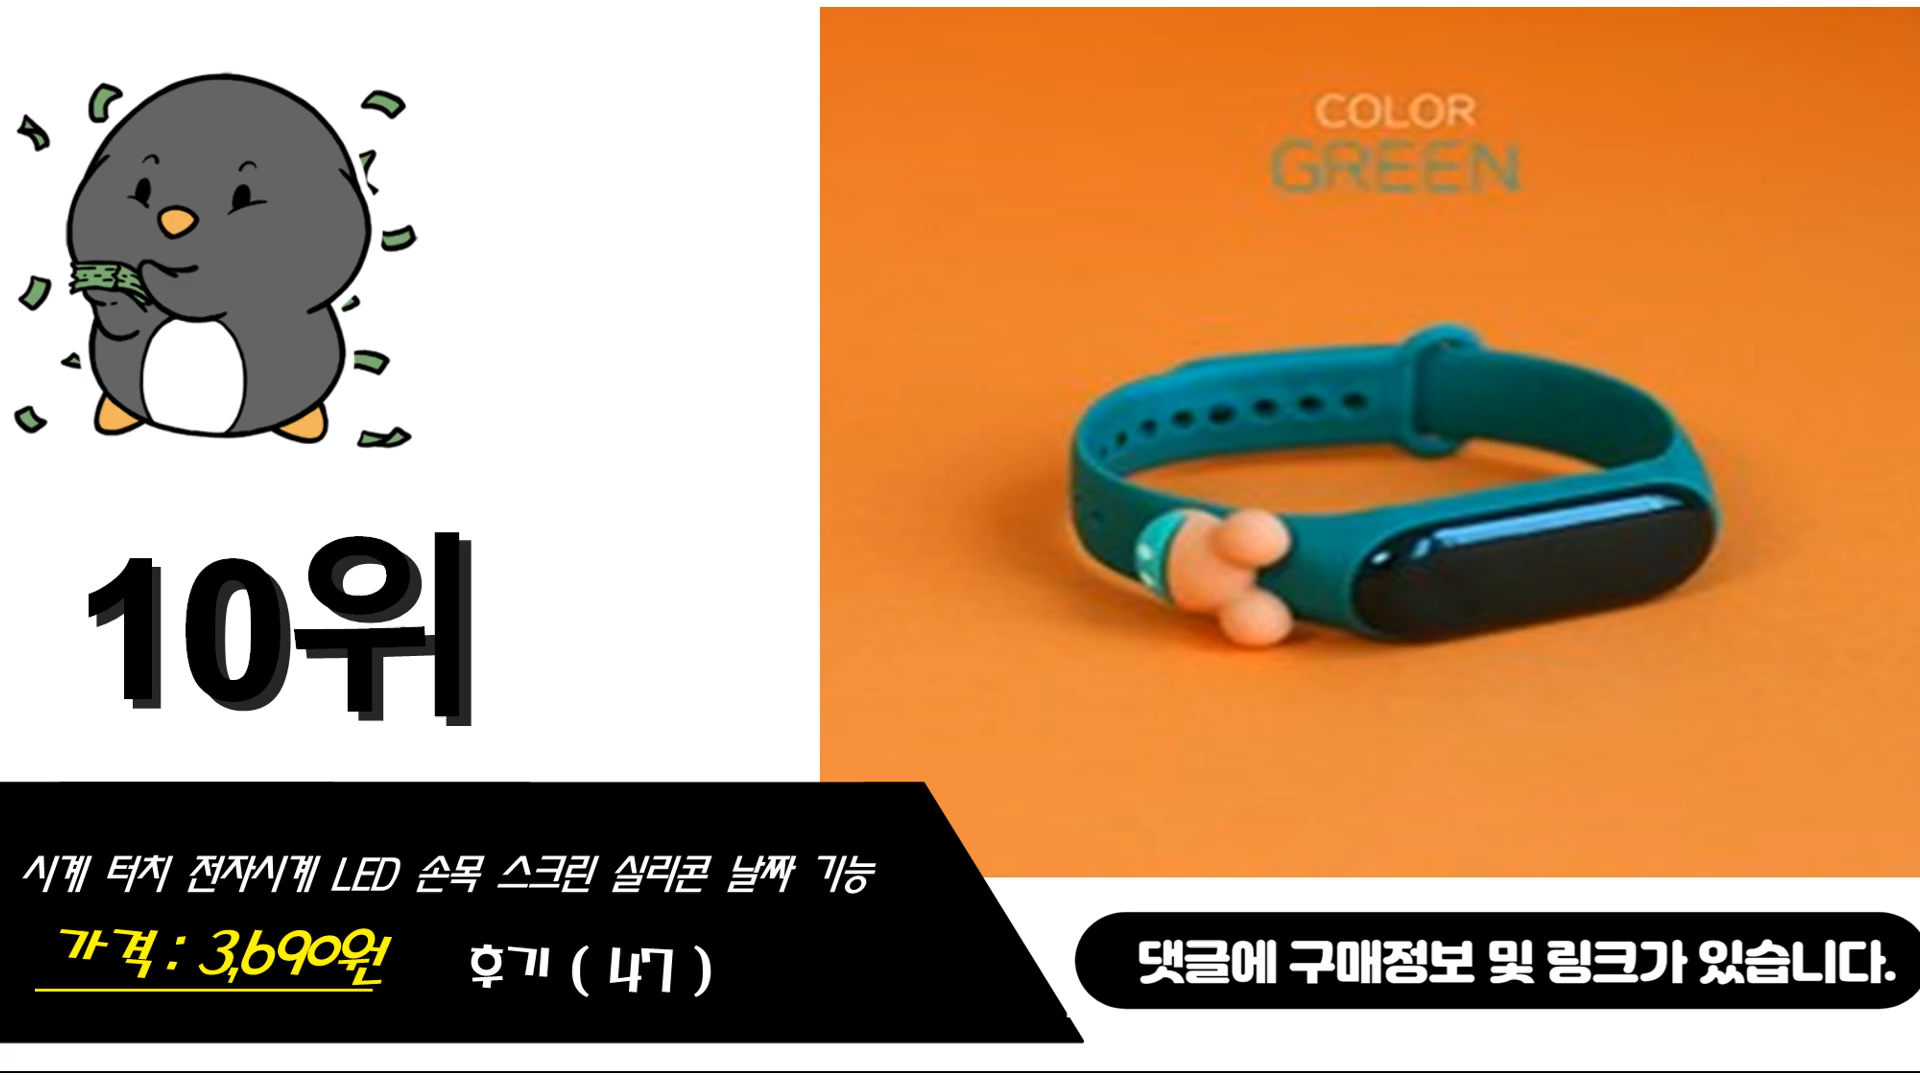 COLOR
GREEN
10위
시계 터치 전자시계 LED 손목 스크린 실리콘 날짜 기능
가격 : 3,690원
후기 ( 47 )
댓글에 구매정보 및 링크가 있습니다.